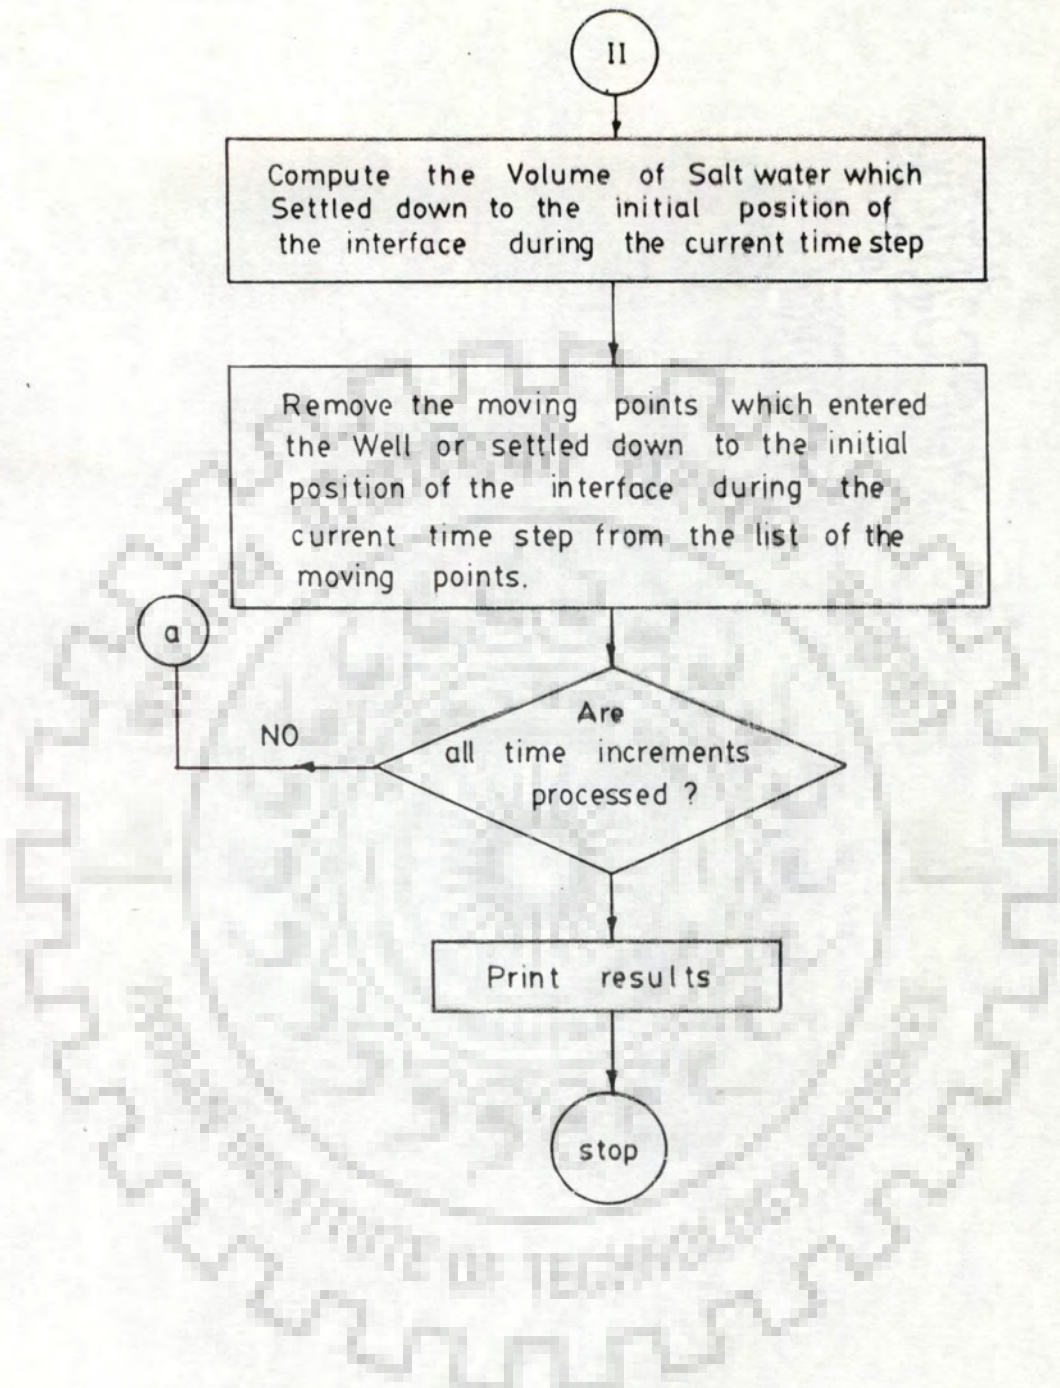 II
Compute the Volume of Salt water which
Settled down to the initial position of
the interface during the current time step
Remove the moving points which entered
the Well or settled down to the initial
position of the interface during the
current time step from the list of the
moving points.
a
NO
Are
all time increments
processed ?
Print results
stop
INSTITUTE OF TECHNOLOGY